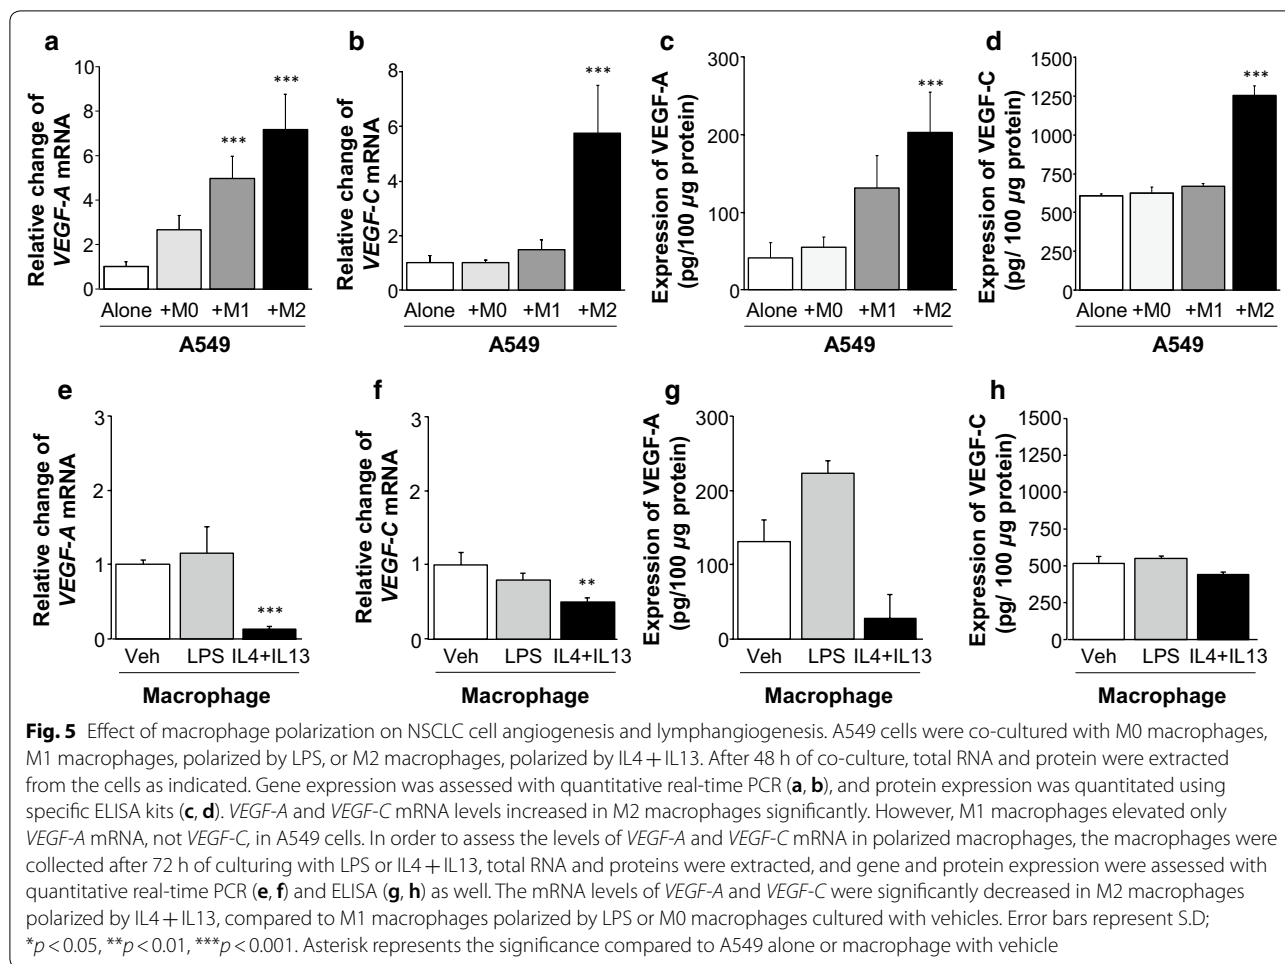 a
Relative change of
VEGF-A mRNA
10
8
6
4
2
0
***
***
Alone +M0 +M1 +M2
A549
b
Relative change of
VEGF-C mRNA
8
6
4
2
0
***
Alone +M0 +M1 +M2
A549
c
Expression of VEGF-A
(pg/100 µg protein)
300
200
100
0
***
Alone +M0 +M1 +M2
A549
d
Expression of VEGF-C
(pg/ 100 µg protein)
1500
1250
1000
750
500
250
0
***
Alone +M0 +M1 +M2
A549
e
Relative change of
VEGF-A mRNA
3
2
1
0
***
Veh LPS IL4+IL13
Macrophage
f
Relative change of
VEGF-C mRNA
3
2
1
0
**
Veh LPS IL4+IL13
Macrophage
g
Expression of VEGF-A
(pg/100 µg protein)
300
200
100
0
Veh LPS IL4+IL13
Macrophage
h
Expression of VEGF-C
(pg/ 100 µg protein)
1500
1250
1000
750
500
250
0
Veh LPS IL4+IL13
Macrophage
Fig. 5 Effect of macrophage polarization on NSCLC cell angiogenesis and lymphangiogenesis. A549 cells were co-cultured with M0 macrophages,
M1 macrophages, polarized by LPS, or M2 macrophages, polarized by IL4 + IL13. After 48 h of co-culture, total RNA and protein were extracted
from the cells as indicated. Gene expression was assessed with quantitative real-time PCR (a, b), and protein expression was quantitated using
specific ELISA kits (c, d). VEGF-A and VEGF-C mRNA levels increased in M2 macrophages significantly. However, M1 macrophages elevated only
VEGF-A mRNA, not VEGF-C, in A549 cells. In order to assess the levels of VEGF-A and VEGF-C mRNA in polarized macrophages, the macrophages were
collected after 72 h of culturing with LPS or IL4 + IL13, total RNA and proteins were extracted, and gene and protein expression were assessed with
quantitative real-time PCR (e, f) and ELISA (g, h) as well. The mRNA levels of VEGF-A and VEGF-C were significantly decreased in M2 macrophages
polarized by IL4 + IL13, compared to M1 macrophages polarized by LPS or M0 macrophages cultured with vehicles. Error bars represent S.D;
*p < 0.05, **p < 0.01, ***p < 0.001. Asterisk represents the significance compared to A549 alone or macrophage with vehicle